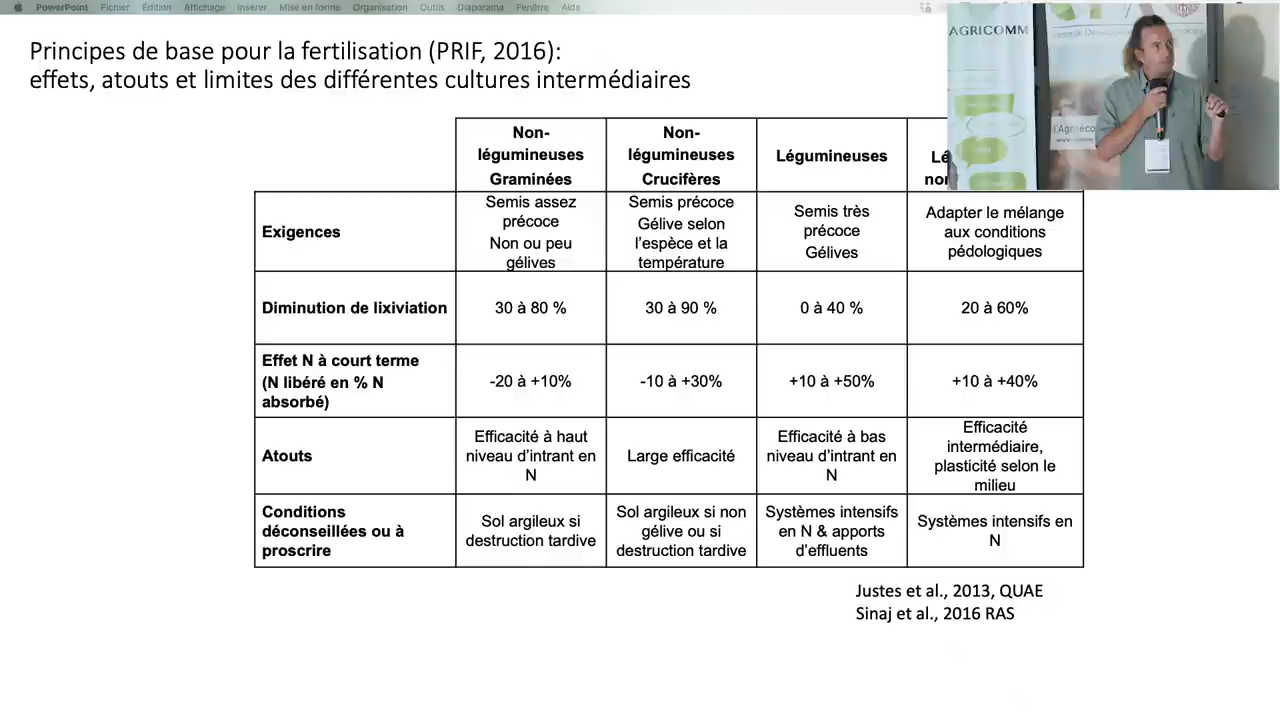 PowerPoint Fichier Édition Affichage Insérer Mise en forme Organisation Outils Diaporama Fenêtre Aide
Principes de base pour la fertilisation (PRIF, 2016):
effets, atouts et limites des différentes cultures intermédiaires
AGRICOMM
Non-
légumineuses
Graminées
Non-
légumineuses
Crucifères
Légumineuses
Exigences
Semis assez
précoce
Non ou peu
gélives
Semis précoce
Gélive selon
l'espèce et la
température
Semis très
précoce
Gélives
Adapter le mélange
aux conditions
pédologiques
Diminution de lixiviation
30 à 80 %
30 à 90 %
0 à 40 %
20 à 60%
Effet N à court terme
(N libéré en % N
absorbé)
-20 à +10%
-10 à +30%
+10 à +50%
+10 à +40%
Atouts
Efficacité à haut
niveau d'intrant en
N
Large efficacité
Efficacité à bas
niveau d'intrant en
N
Efficacité
intermédiaire,
plasticité selon le
milieu
Conditions
déconseillées ou à
proscrire
Sol argileux si
destruction tardive
Sol argileux si non
gélive ou si
destruction tardive
Systèmes intensifs
en N & apports
d'effluents
Systèmes intensifs en
N
Justes et al., 2013, QUAE
Sinaj et al., 2016 RAS